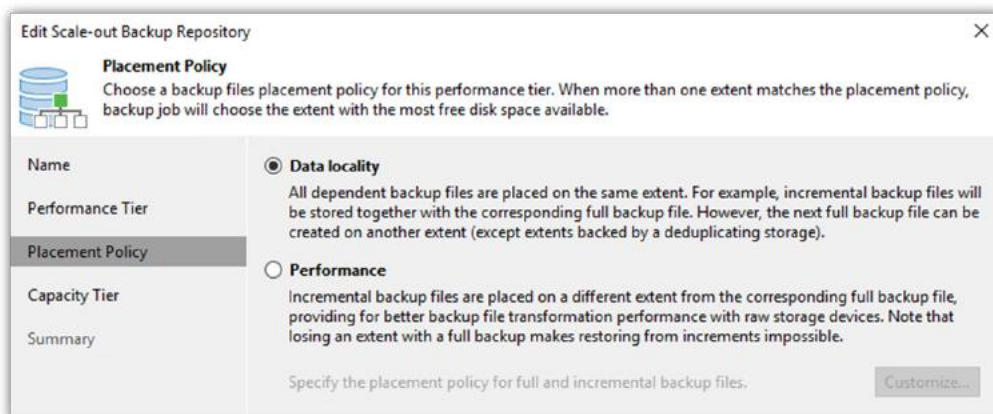 Edit Scale-out Backup Repository
Placement Policy
Choose a backup files placement policy for this performance tier. When more than one extent matches the placement policy,
backup job will choose the extent with the most free disk space available.
Name
Performance Tier
Placement Policy
Capacity Tier
Summary
Data locality
All dependent backup files are placed on the same extent. For example, incremental backup files will
be stored together with the corresponding full backup file. However, the next full backup file can be
created on another extent (except extents backed by a deduplicating storage).
Performance
Incremental backup files are placed on a different extent from the corresponding full backup file,
providing for better backup file transformation performance with raw storage devices. Note that
losing an extent with a full backup makes restoring from increments impossible.
Specify the placement policy for full and incremental backup files.
Customize...